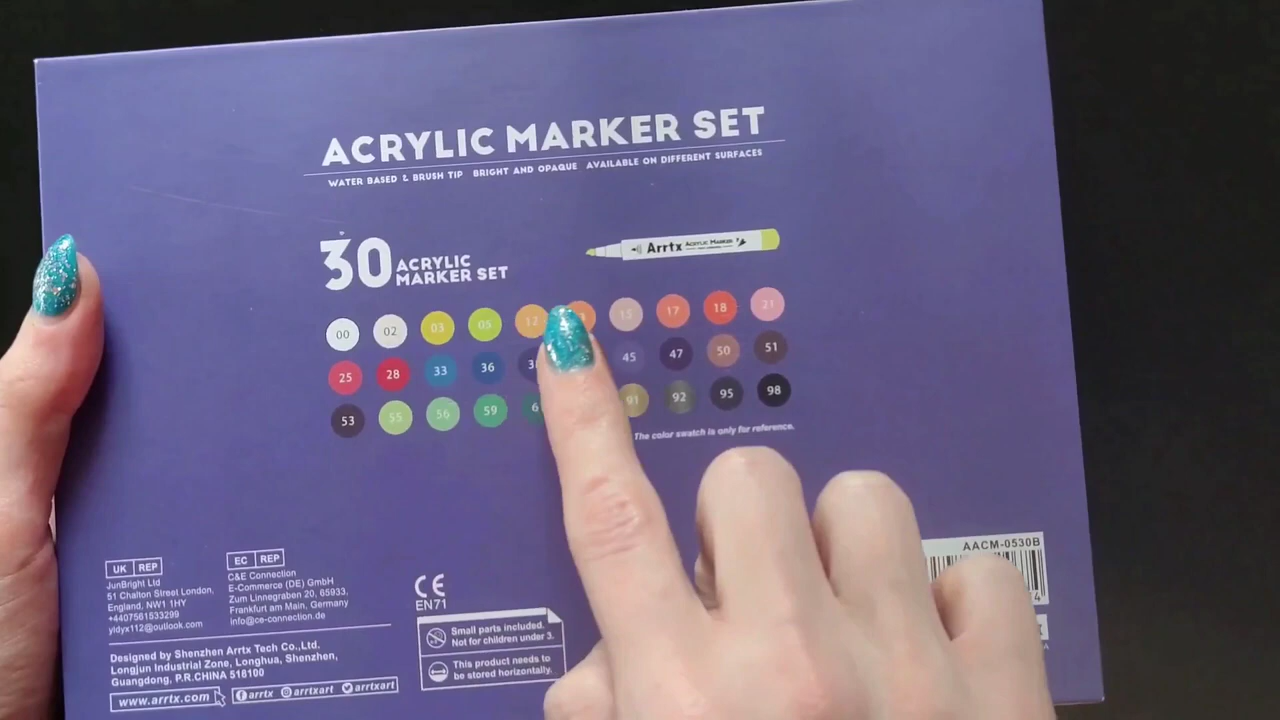 ACRYLIC MARKER SET
WATER BASED & BRUSH TIP BRIGHT AND OPAQUE AVAILABLE ON DIFFERENT SURFACES
30 ACRYLIC
MARKER SET
Arrtx ACRYLIC MARKER
00 02 03 05 12 15 17 18 21
25 28 33 36 45 47 50 51
53 55 56 59 91 92 95 98
The color swatch is only for reference.
UK REP
JunBright Ltd
51 Chalton Street London,
England, NW1 1HY
+4407561533299
yldyx112@outlook.com
EC REP
C&E Connection
E-Commerce (DE) GmbH
Zum Linnegraben 20, 65933,
Frankfurt am Main, Germany
info@ce-connection.de
Designed by Shenzhen Arrtx Tech Co.,Ltd.
Longjun Industrial Zone, Longhua, Shenzhen,
Guangdong, P.R.CHINA 518100
www.arrtx.com arrtx arrtxart arrtxart
CE
EN71
Small parts included.
Not for children under 3.
This product needs to
be stored horizontally.
AACM-0530B